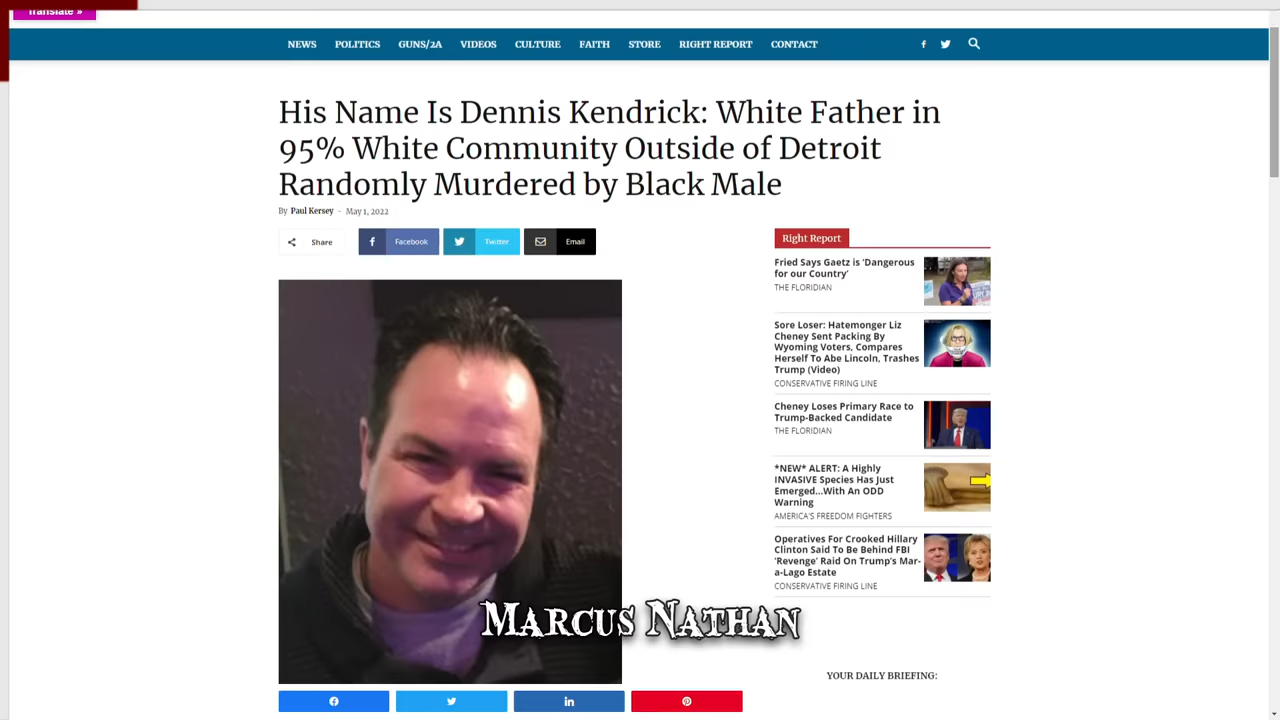 Translate »
NEWS POLITICS GUNS/2A VIDEOS CULTURE FAITH STORE RIGHT REPORT CONTACT
His Name Is Dennis Kendrick: White Father in
95% White Community Outside of Detroit
Randomly Murdered by Black Male
By Paul Kersey - May 1, 2022
Share Facebook Twitter Email
Right Report
Fried Says Gaetz is 'Dangerous
for our Country'
THE FLORIDIAN
Sore Loser: Hatemonger Liz
Cheney Sent Packing By
Wyoming Voters, Compares
Herself To Abe Lincoln, Trashes
Trump (Video)
CONSERVATIVE FIRING LINE
Cheney Loses Primary Race to
Trump-Backed Candidate
THE FLORIDIAN
*NEW* ALERT: A Highly
INVASIVE Species Has Just
Emerged...With An ODD
Warning
AMERICA'S FREEDOM FIGHTERS
Operatives For Crooked Hillary
Clinton Said To Be Behind FBI
'Revenge' Raid On Trump's Mar-
a-Lago Estate
CONSERVATIVE FIRING LINE
MARCUS NATHAN
YOUR DAILY BRIEFING: